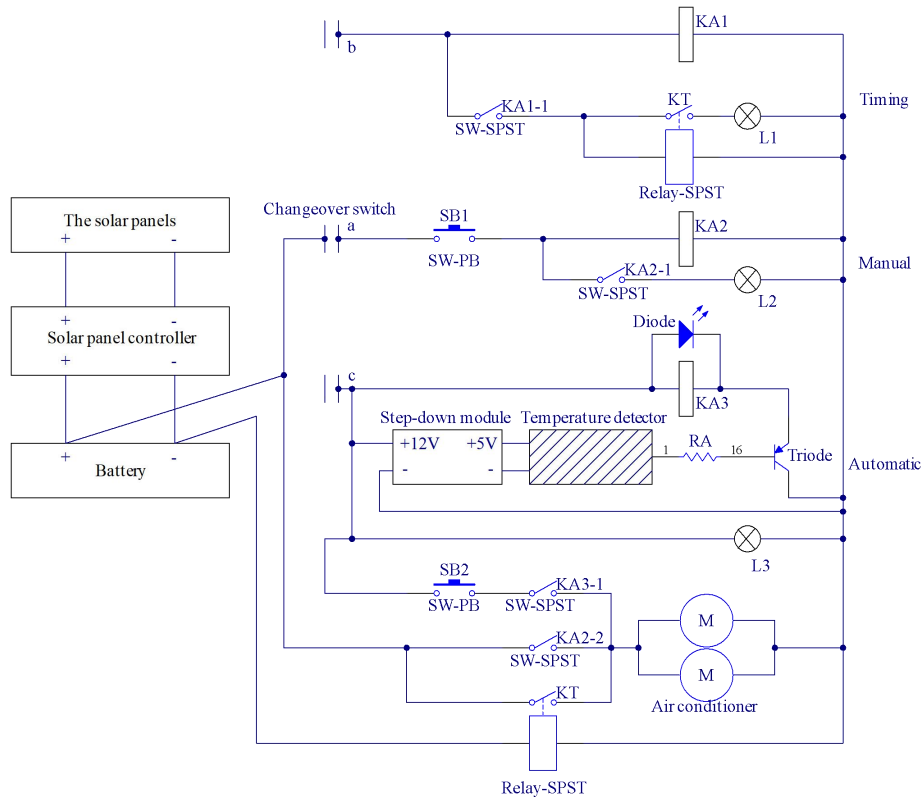 KA1
b
KA1-1
KT
Timing
SW-SPST
L1
Relay-SPST
Changeover switch
The solar panels
+ -
a
SB1
KA2
SW-PB
Manual
KA2-1
SW-SPST
L2
+ -
Solar panel controller
+ -
Diode
c
KA3
Step-down module
Temperature detector
+12V +5V
- -
1
RA
16
Triode
Automatic
+ -
Battery
L3
SB2
KA3-1
SW-PB
SW-SPST
M
KA2-2
SW-SPST
M
KT
Air conditioner
Relay-SPST